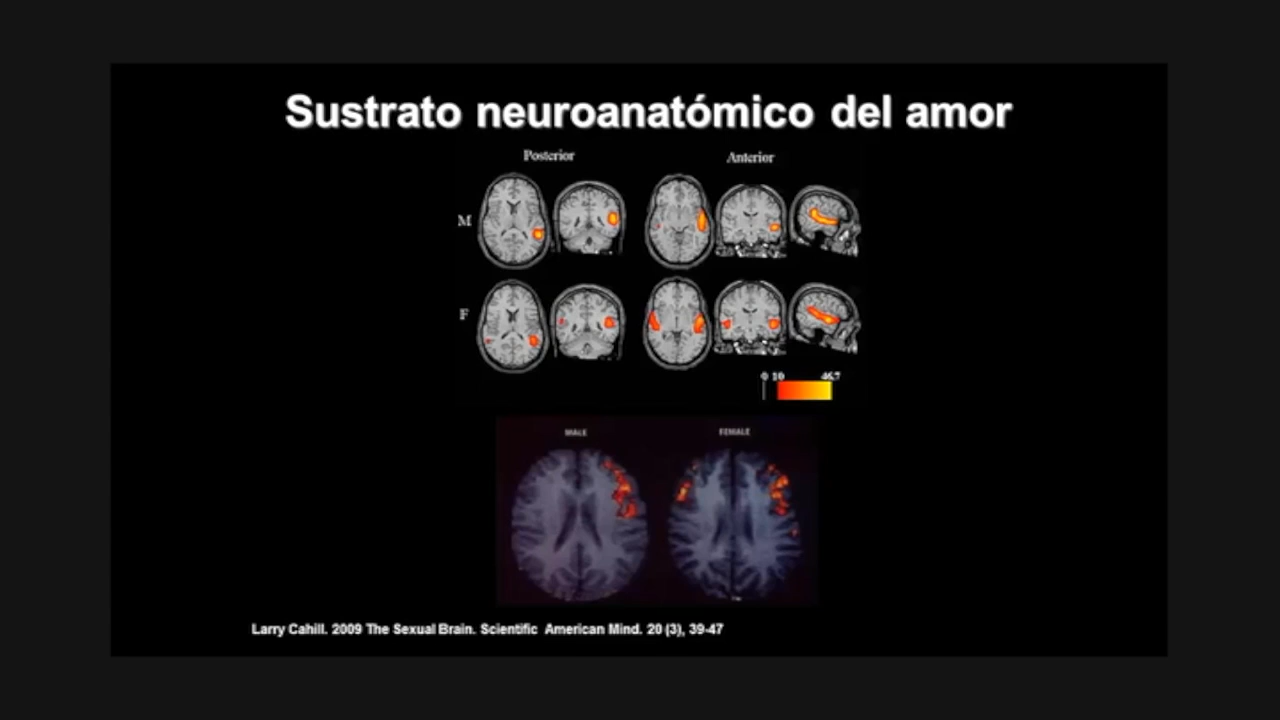 Sustrato neuroanatómico del amor
Posterior Anterior
M
F
0 10 46.7
MALE FEMALE
Larry Cahill. 2009 The Sexual Brain. Scientific American Mind. 20 (3), 39-47